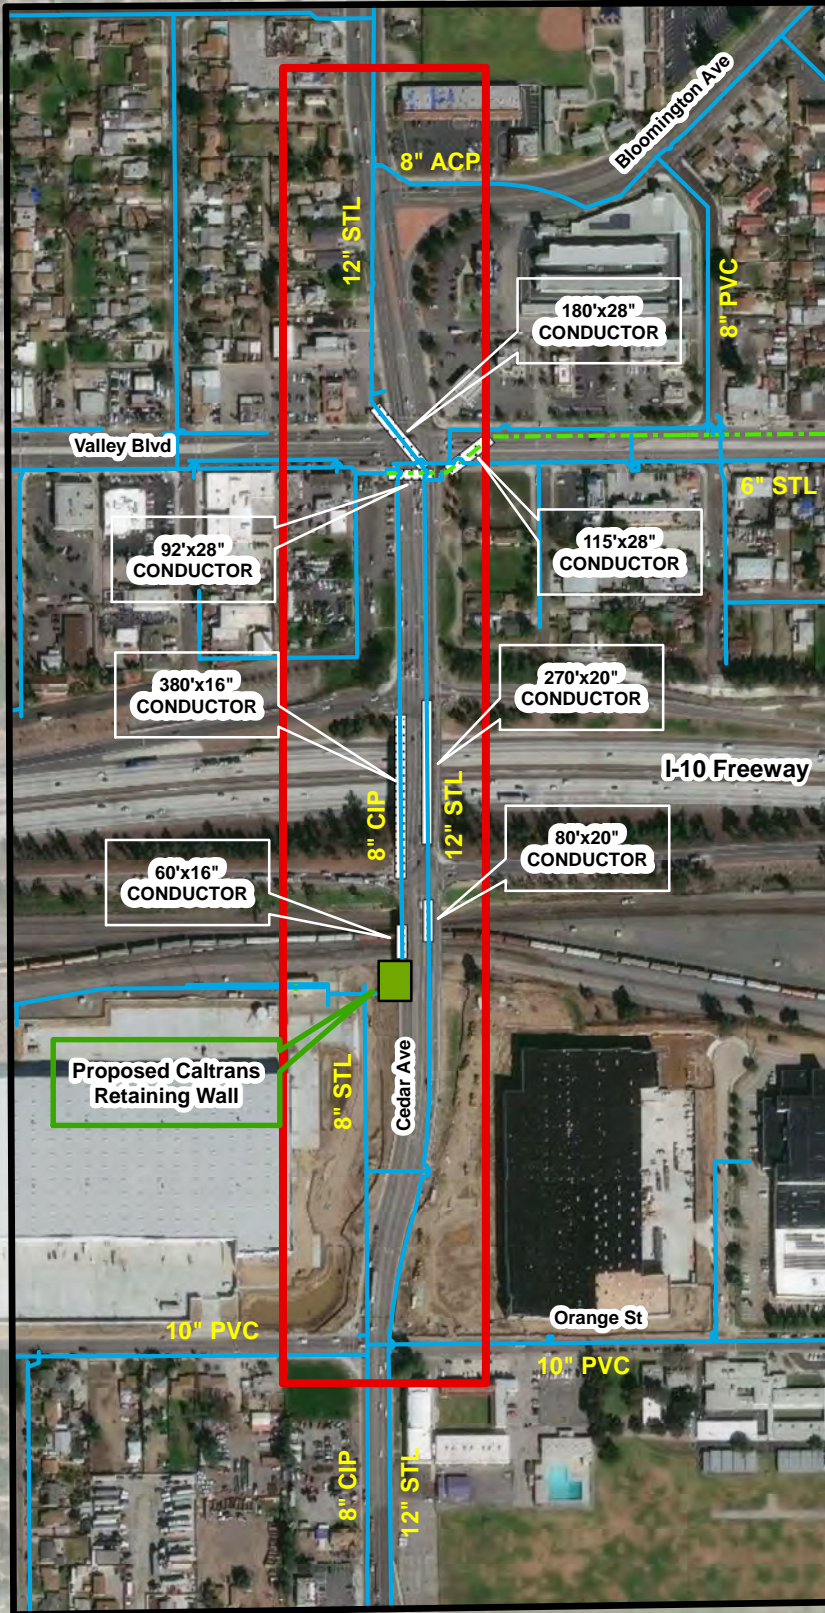 Bloomington Ave
8" ACP
12" STL
8" PVC
180'x28"
CONDUCTOR
Valley Blvd
6" STL
92'x28"
CONDUCTOR
115'x28"
CONDUCTOR
380'x16"
CONDUCTOR
270'x20"
CONDUCTOR
I-10 Freeway
8" CIP
12" STL
60'x16"
CONDUCTOR
80'x20"
CONDUCTOR
Proposed Caltrans
Retaining Wall
8" STL
Cedar Ave
10" PVC
Orange St
10" PVC
8" CIP
12" STL